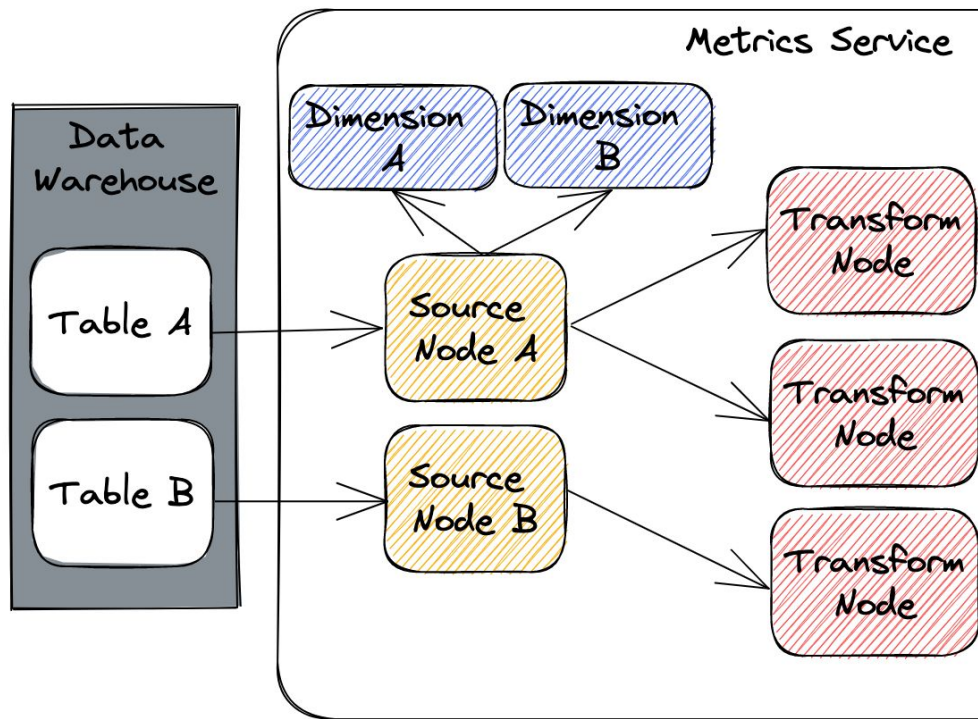 Metrics Service
Data
Warehouse
Table A
Table B
Dimension
A
Dimension
B
Source
Node A
Source
Node B
Transform
Node
Transform
Node
Transform
Node